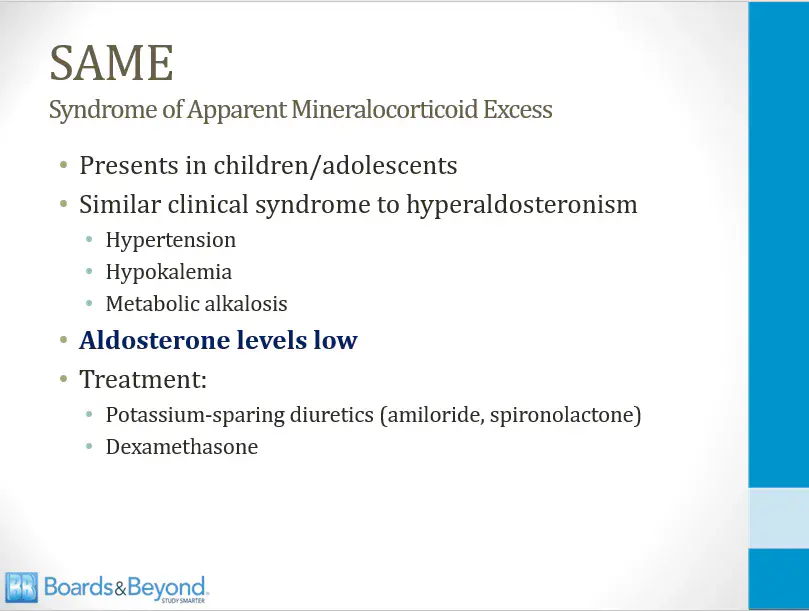 SAME
Syndrome of Apparent Mineralocorticoid Excess
• Presents in children/adolescents
• Similar clinical syndrome to hyperaldosteronism
• Hypertension
• Hypokalemia
• Metabolic alkalosis
• Aldosterone levels low
• Treatment:
• Potassium-sparing diuretics (amiloride, spironolactone)
• Dexamethasone
BB Boards&Beyond.
STUDY SMARTER